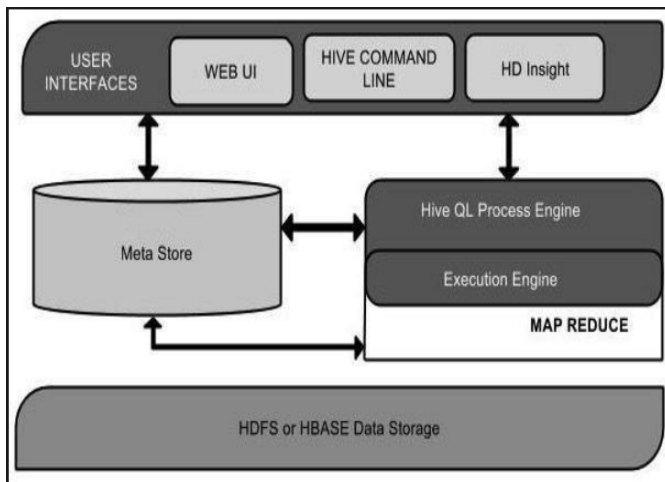 USER
INTERFACES
WEB UI
HIVE COMMAND
LINE
HD Insight
Meta Store
Hive QL Process Engine
Execution Engine
MAP REDUCE
HDFS or HBASE Data Storage